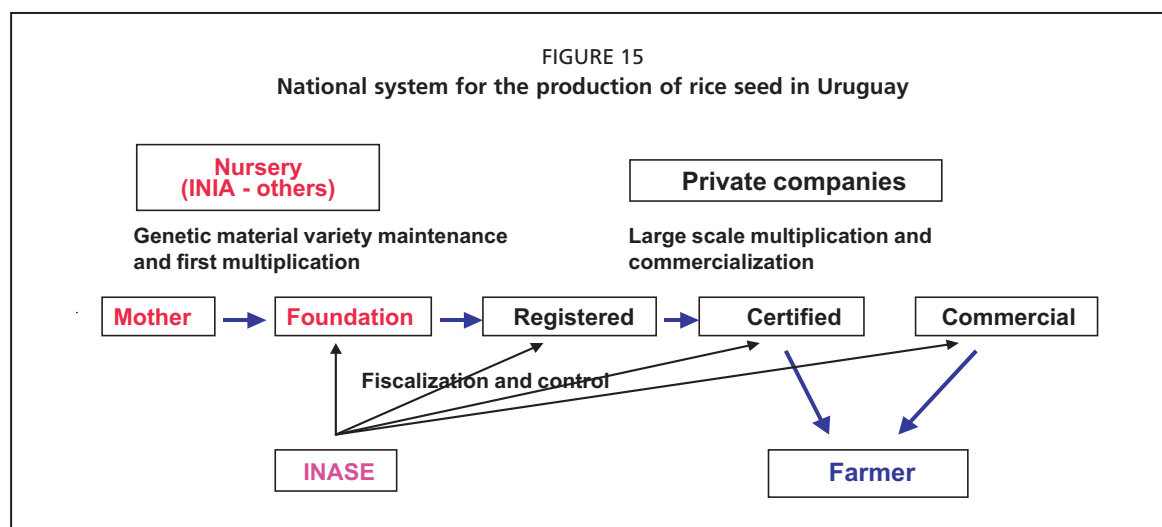 FIGURE 15
National system for the production of rice seed in Uruguay
Nursery
(INIA - others)
Private companies
Genetic material variety maintenance
and first multiplication
Large scale multiplication and
commercialization
Mother
Foundation
Registered
Certified
Commercial
Fiscalization and control
INASE
Farmer